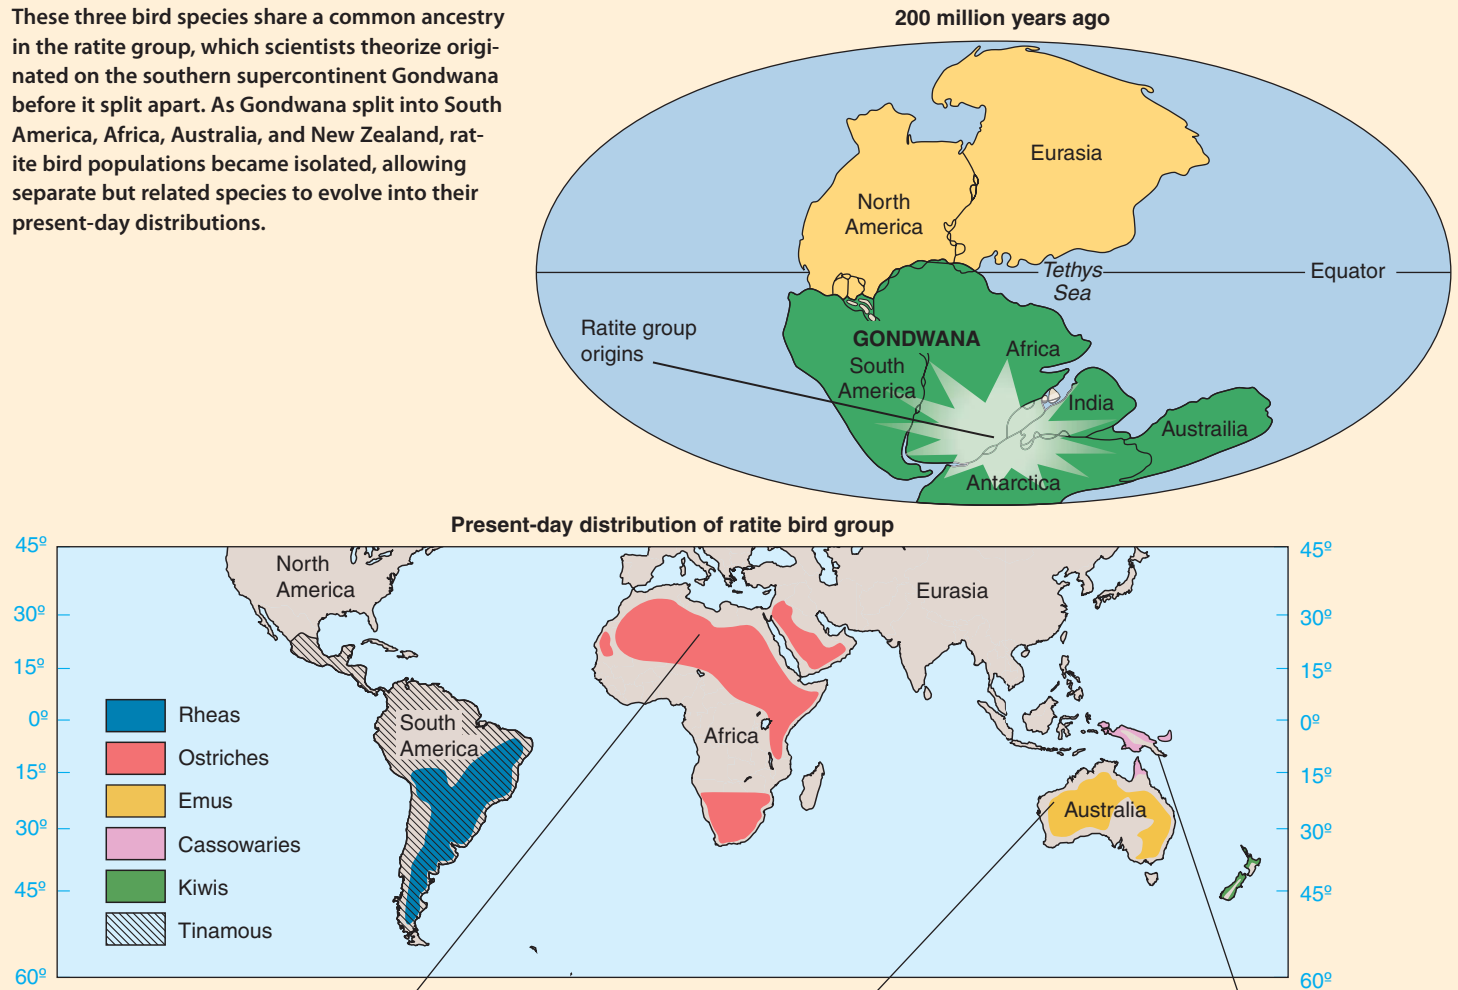 These three bird species share a common ancestry
in the ratite group, which scientists theorize origi-
nated on the southern supercontinent Gondwana
before it split apart. As Gondwana split into South
America, Africa, Australia, and New Zealand, rat-
ite bird populations became isolated, allowing
separate but related species to evolve into their
present-day distributions.
200 million years ago
Eurasia
North
America
Tethys
Sea
Equator
Ratite group
origins
GONDWANA
Africa
South
America
India
Austrailia
Antarctica
Present-day distribution of ratite bird group
45º
30º
15º
0º
15º
30º
45º
60º
North
America
Eurasia
South
America
Africa
Australia
Rheas
Ostriches
Emus
Cassowaries
Kiwis
Tinamous
45º
30º
15º
0º
15º
30º
45º
60º